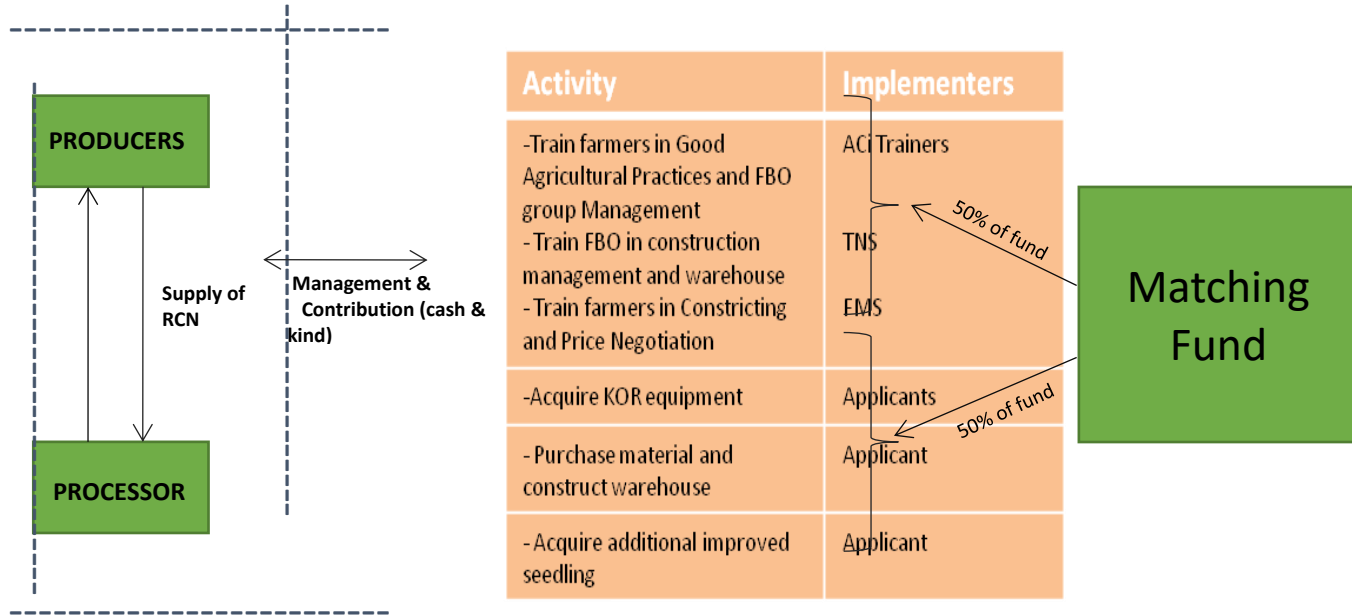 PRODUCERS
Supply of
RCN
PROCESSOR
Management &
Contribution (cash &
kind)
Activity
Implementers
-Train farmers in Good
Agricultural Practices and FBO
group Management
ACi Trainers
- Train FBO in construction
management and warehouse
TNS
- Train farmers in Constricting
and Price Negotiation
FMS
-Acquire KOR equipment
Applicants
- Purchase material and
construct warehouse
Applicant
- Acquire additional improved
seedling
Applicant
50% of fund
50% of fund
Matching
Fund